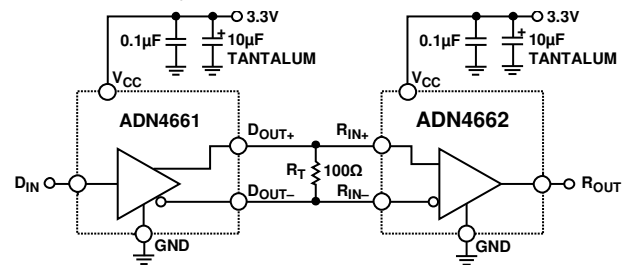 3.3V
0.1µF
+
10µF
TANTALUM
VCC
ADN4661
DIN
DOUT+
DOUT–
GND
RT
100Ω
3.3V
0.1µF
+
10µF
TANTALUM
VCC
ADN4662
RIN+
RIN–
ROUT
GND